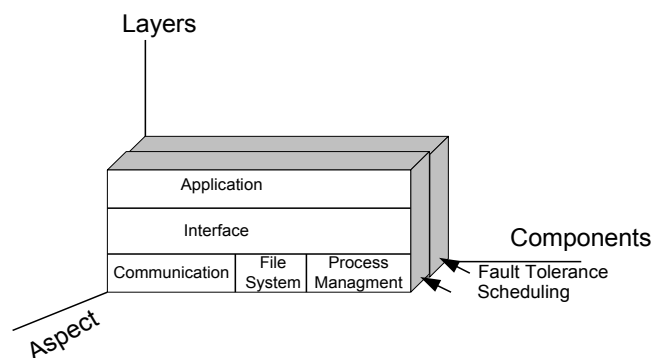 Layers
Application
Interface
Communication
File
System
Process
Managment
Components
Fault Tolerance
Scheduling
Aspect